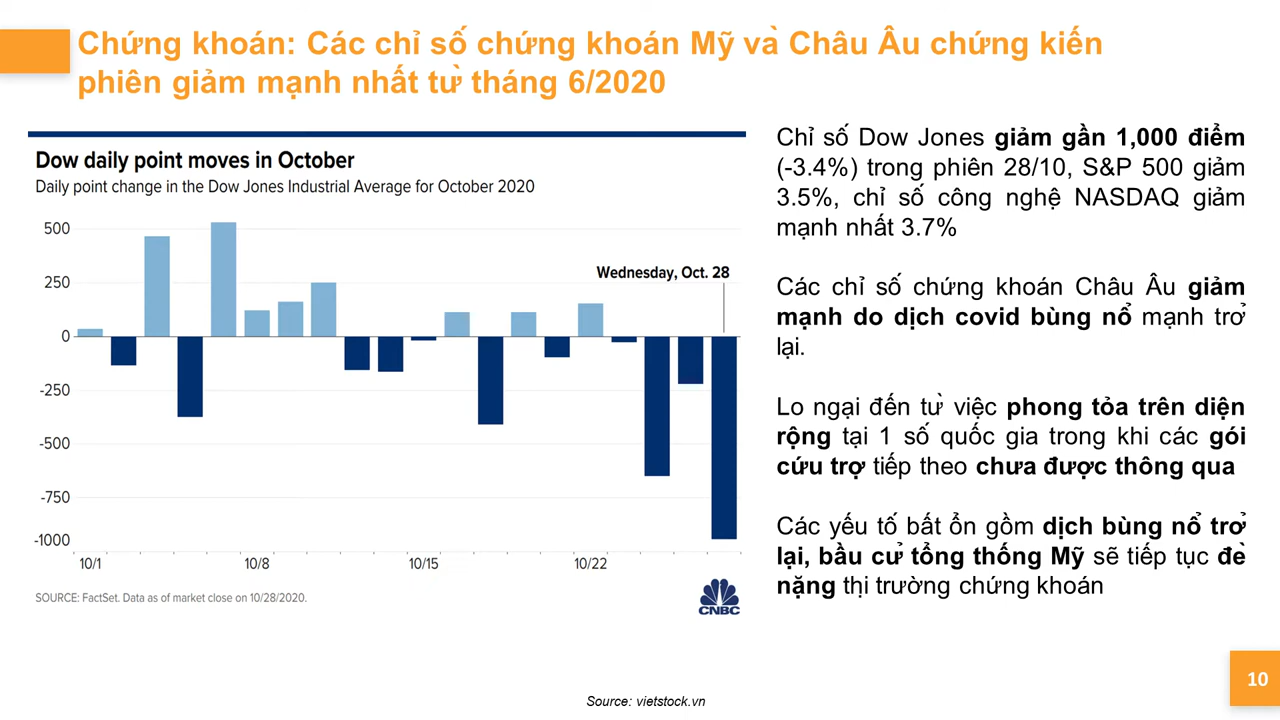 Chứng khoán: Các chỉ số chứng khoán Mỹ và Châu Âu chứng kiến
phiên giảm mạnh nhất từ tháng 6/2020
Dow daily point moves in October
Daily point change in the Dow Jones Industrial Average for October 2020
500
250
0
-250
-500
-750
-1000
Wednesday, Oct. 28
10/1
10/8
10/15
10/22
SOURCE: FactSet. Data as of market close on 10/28/2020.
CNBC
Chỉ số Dow Jones giảm gần 1,000 điểm
(-3.4%) trong phiên 28/10, S&P 500 giảm
3.5%, chỉ số công nghệ NASDAQ giảm
mạnh nhất 3.7%
Các chỉ số chứng khoán Châu Âu giảm
mạnh do dịch covid bùng nổ mạnh trở
lại.
Lo ngại đến từ việc phong tỏa trên diện
rộng tại 1 số quốc gia trong khi các gói
cứu trợ tiếp theo chưa được thông qua
Các yếu tố bất ổn gồm dịch bùng nổ trở
lại, bầu cử tổng thống Mỹ sẽ tiếp tục đè
nặng thị trường chứng khoán
10
Source: vietstock.vn